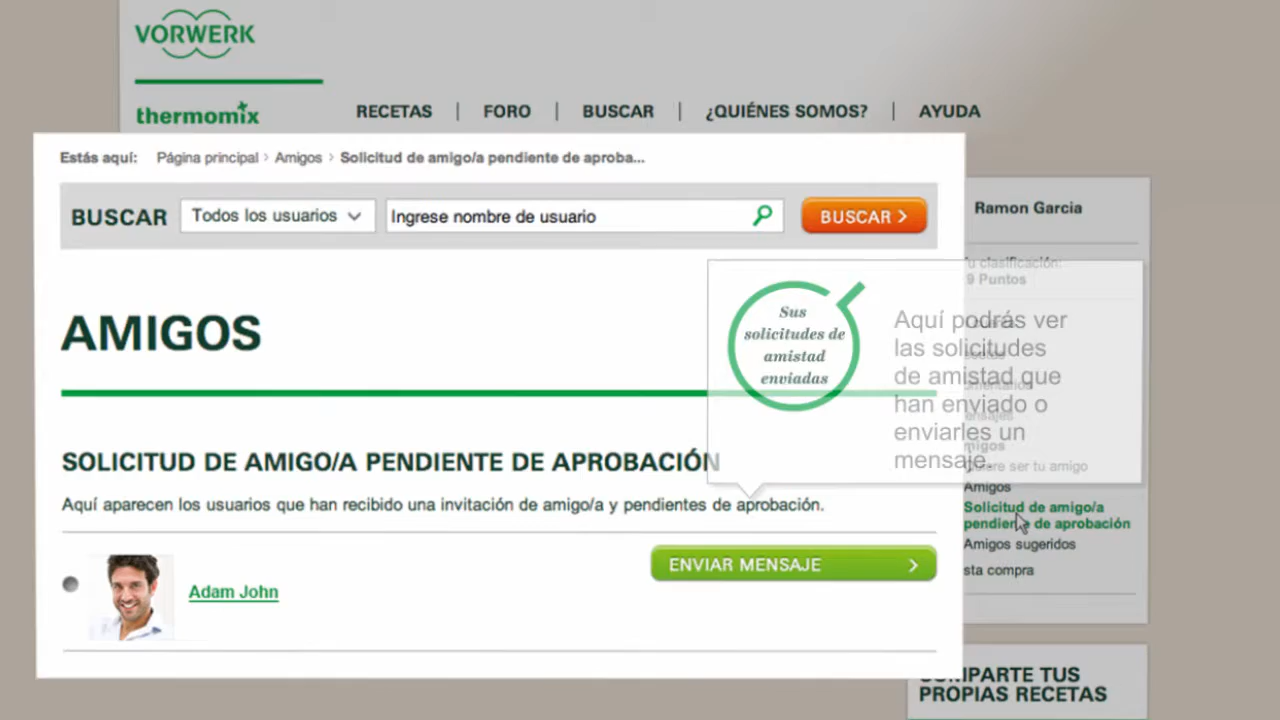 VORWERK
thermomix
RECETAS | FORO | BUSCAR | ¿QUIÉNES SOMOS? | AYUDA
Estás aquí: Página principal > Amigos > Solicitud de amigo/a pendiente de aproba...
BUSCAR Todos los usuarios Ingrese nombre de usuario BUSCAR >
AMIGOS
SOLICITUD DE AMIGO/A PENDIENTE DE APROBACIÓN
Aquí aparecen los usuarios que han recibido una invitación de amigo/a y pendientes de aprobación.
Adam John
ENVIAR MENSAJE >
Sus
solicitudes de
amistad
enviadas
Aquí podrás ver
las solicitudes
de amistad que
han enviado o
enviarles un
mensaje.
Ramon Garcia
clasificación:
9 Puntos
ser tu amigo
Amigos
Solicitud de amigo/a
pendiente de aprobación
Amigos sugeridos
sta compra
COMPARTE TUS
PROPIAS RECETAS